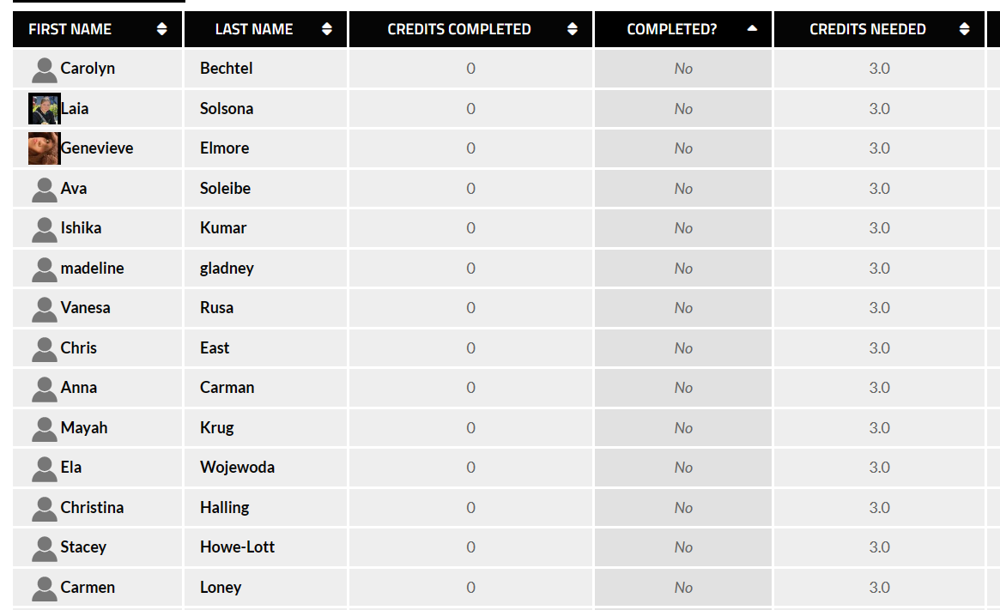 FIRST NAME LAST NAME CREDITS COMPLETED COMPLETED? CREDITS NEEDED
Carolyn Bechtel 0 No 3.0
Laia Solsona 0 No 3.0
Genevieve Elmore 0 No 3.0
Ava Soleibe 0 No 3.0
Ishika Kumar 0 No 3.0
madeline gladney 0 No 3.0
Vanesa Rusa 0 No 3.0
Chris East 0 No 3.0
Anna Carman 0 No 3.0
Mayah Krug 0 No 3.0
Ela Wojewoda 0 No 3.0
Christina Halling 0 No 3.0
Stacey Howe-Lott 0 No 3.0
Carmen Loney 0 No 3.0